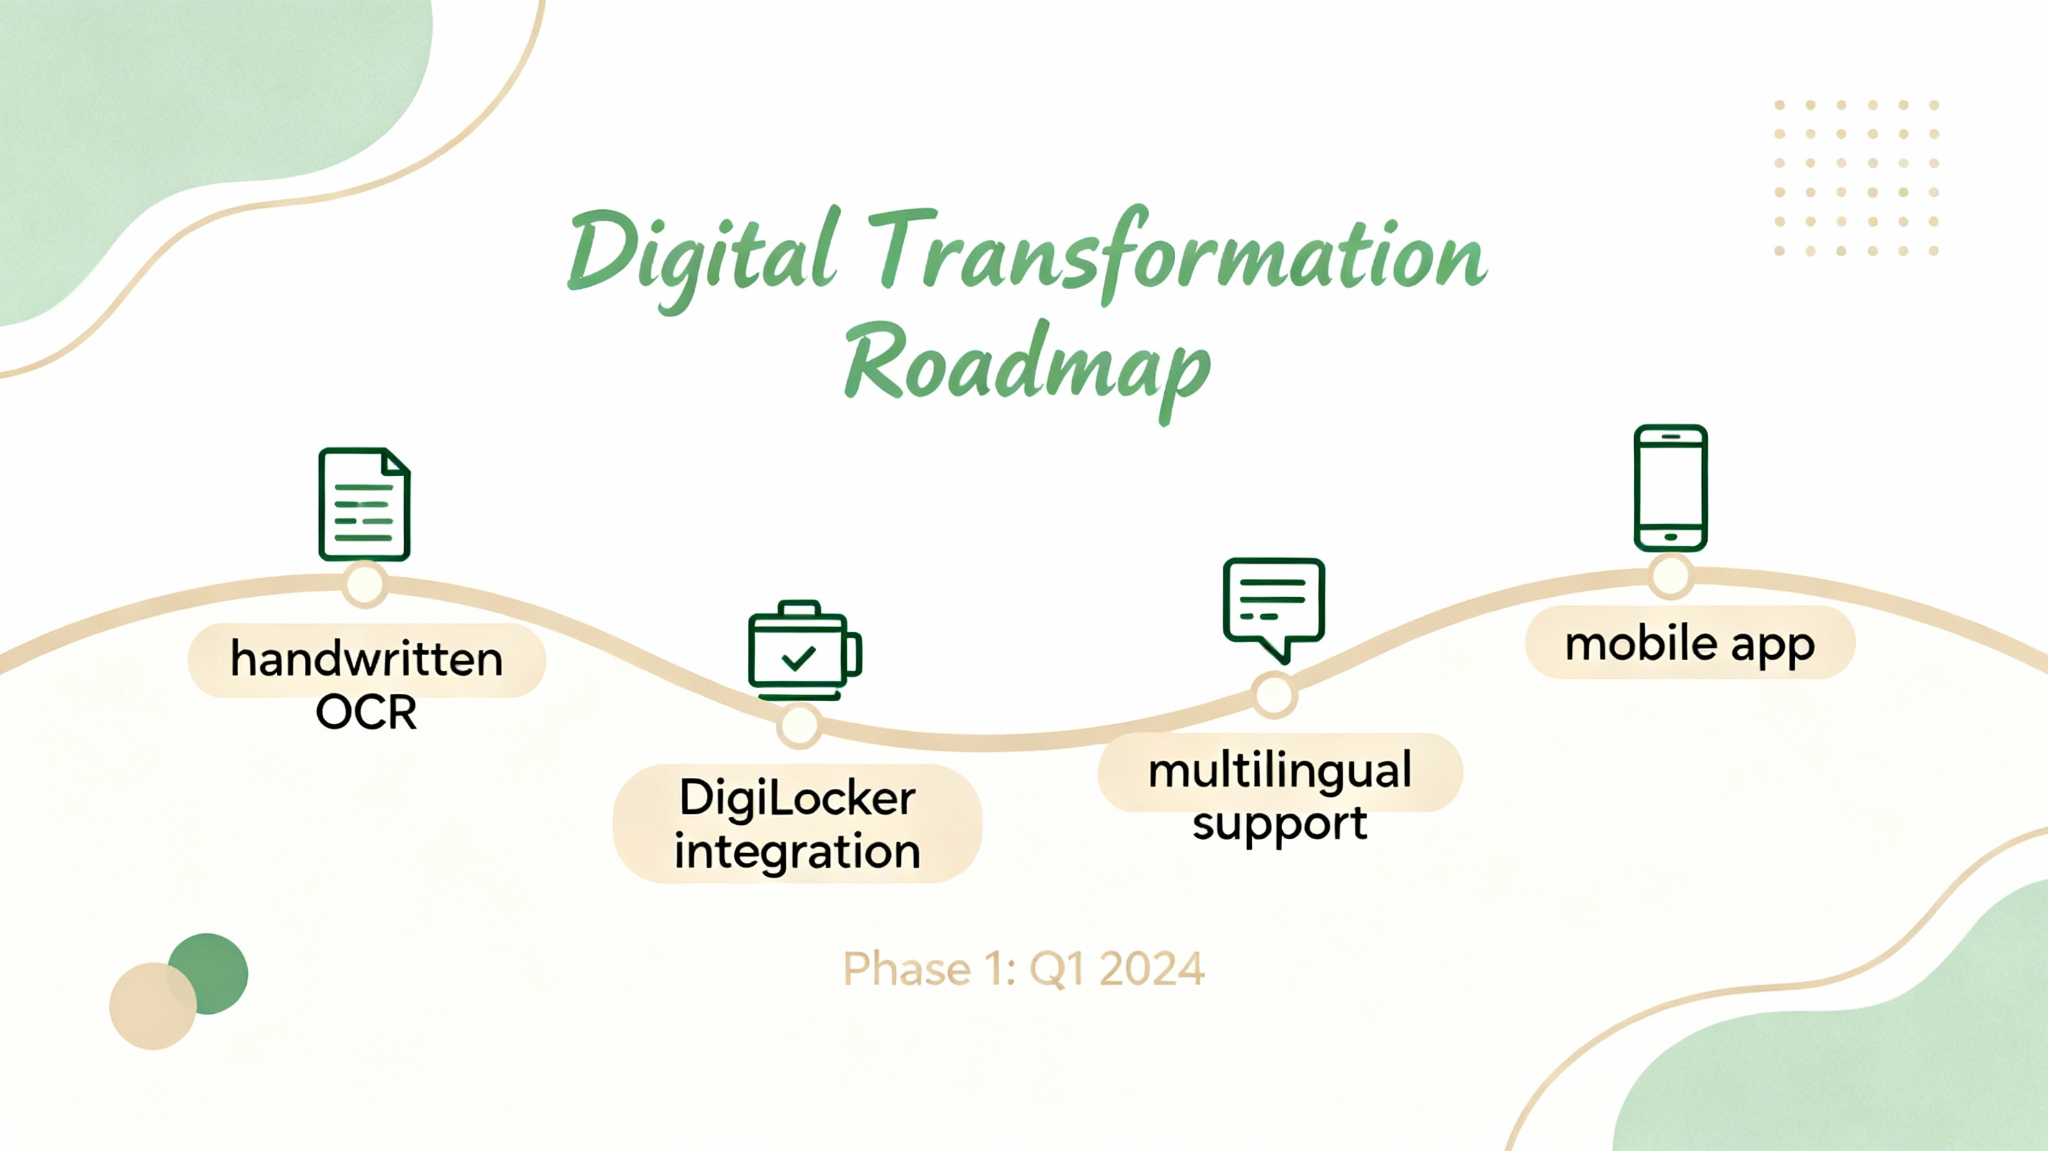 Digital Transformation
Roadmap
handwritten
OCR
DigiLocker
integration
multilingual
support
mobile app
Phase 1: Q1 2024